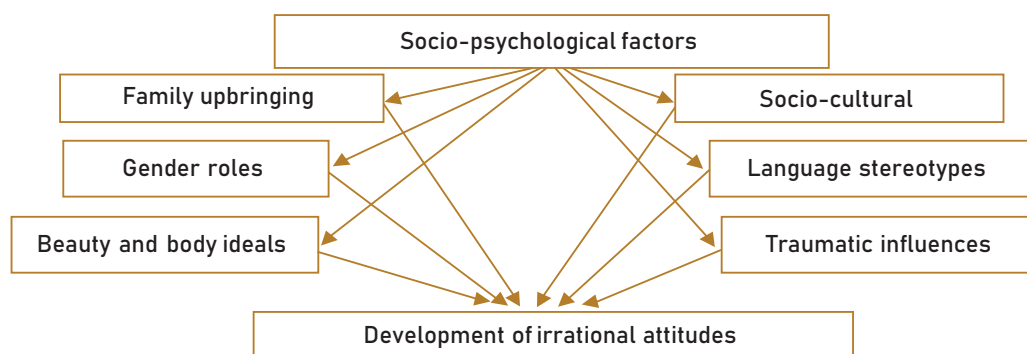 Socio-psychological factors
Family upbringing
Socio-cultural
Gender roles
Language stereotypes
Beauty and body ideals
Traumatic influences
Development of irrational attitudes